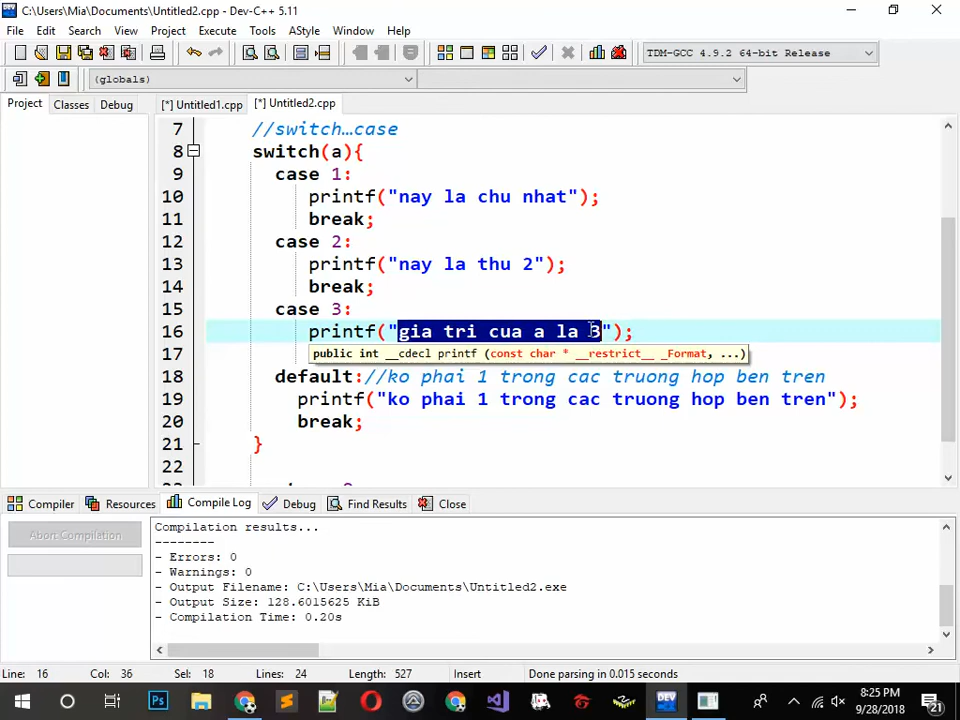 C:\Users\Mia\Documents\Untitled2.cpp - Dev-C++ 5.11
File Edit Search View Project Execute Tools AStyle Window Help
TDM-GCC 4.9.2 64-bit Release
(globals)
Project Classes Debug [*] Untitled1.cpp [*] Untitled2.cpp
7 //switch…case
8 switch(a){
9 case 1:
10 printf("nay la chu nhat");
11 break;
12 case 2:
13 printf("nay la thu 2");
14 break;
15 case 3:
16 printf("gia tri cua a la 3");
17 public int __cdecl printf (const char * __restrict__ _Format, ...)
18 default://ko phai 1 trong cac truong hop ben tren
19 printf("ko phai 1 trong cac truong hop ben tren");
20 break;
21 }
22
Compiler Resources Compile Log Debug Find Results Close
Abort Compilation
Compilation results...
--------
- Errors: 0
- Warnings: 0
- Output Filename: C:\Users\Mia\Documents\Untitled2.exe
- Output Size: 128.6015625 KiB
- Compilation Time: 0.20s
Line: 16 Col: 36 Sel: 18 Lines: 24 Length: 527 Insert Done parsing in 0.015 seconds
Ps DEV 8:25 PM
9/28/2018 21